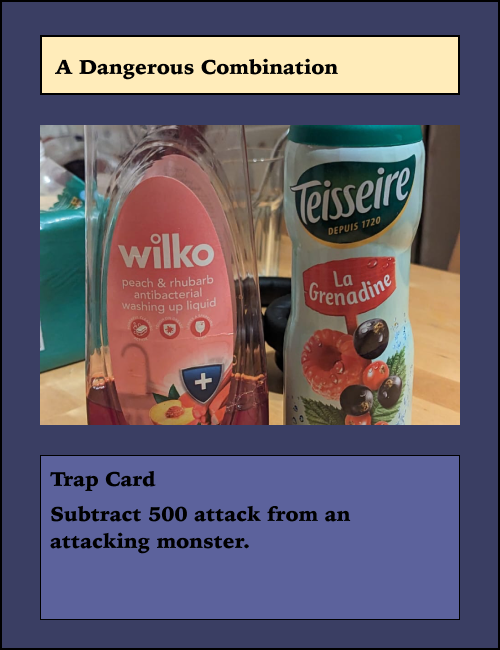 A Dangerous Combination
wilko
peach & rhubarb
antibacterial
washing up liquid
Teisseire
DEPUIS 1720
La
Grenadine
Trap Card
Subtract 500 attack from an
attacking monster.